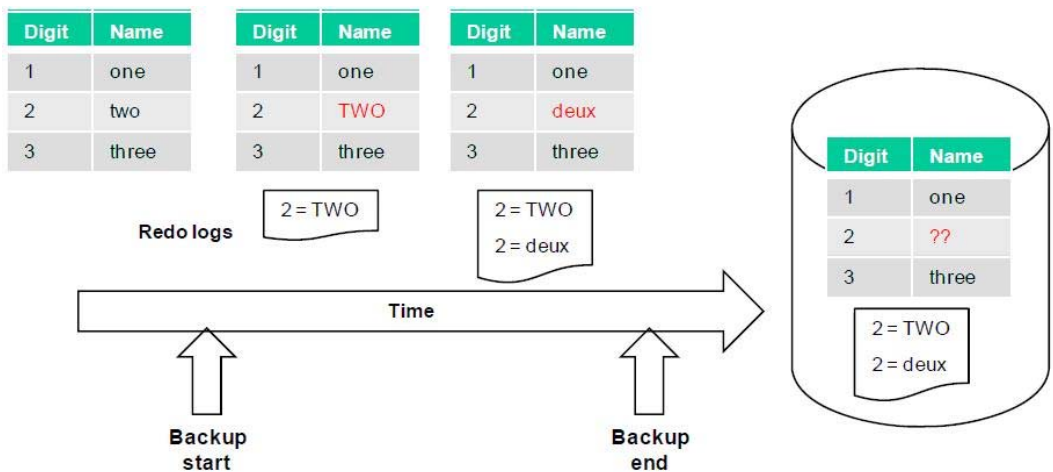 Digit Name
1 one
2 two
3 three
Digit Name
1 one
2 TWO
3 three
Digit Name
1 one
2 deux
3 three
Redo logs
2 = TWO
2 = TWO
2 = deux
Time
Backup
start
Backup
end
Digit Name
1 one
2 ??
3 three
2 = TWO
2 = deux